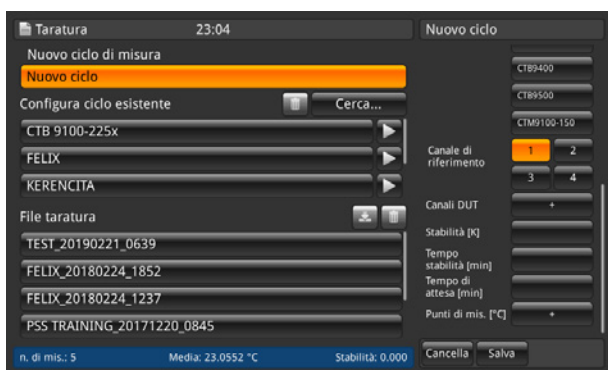 Taratura 23:04
Nuovo ciclo di misura
Nuovo ciclo
Configura ciclo esistente Cerca...
CTB 9100-225x
FELIX
KERENCITA
File taratura
TEST_20190221_0639
FELIX_20180224_1852
FELIX_20180224_1237
PSS TRAINING_20171220_0845
n. di mis.: 5 Media: 23.0552 °C Stabilità: 0.000
Nuovo ciclo
CTB9400
CTB9500
CTM9100-150
Canale di
riferimento
1 2
3 4
Canali DUT +
Stabilità [K]
Tempo
stabilità [min]
Tempo di
attesa [min]
Punti di mis. [°C] +
Cancella Salva